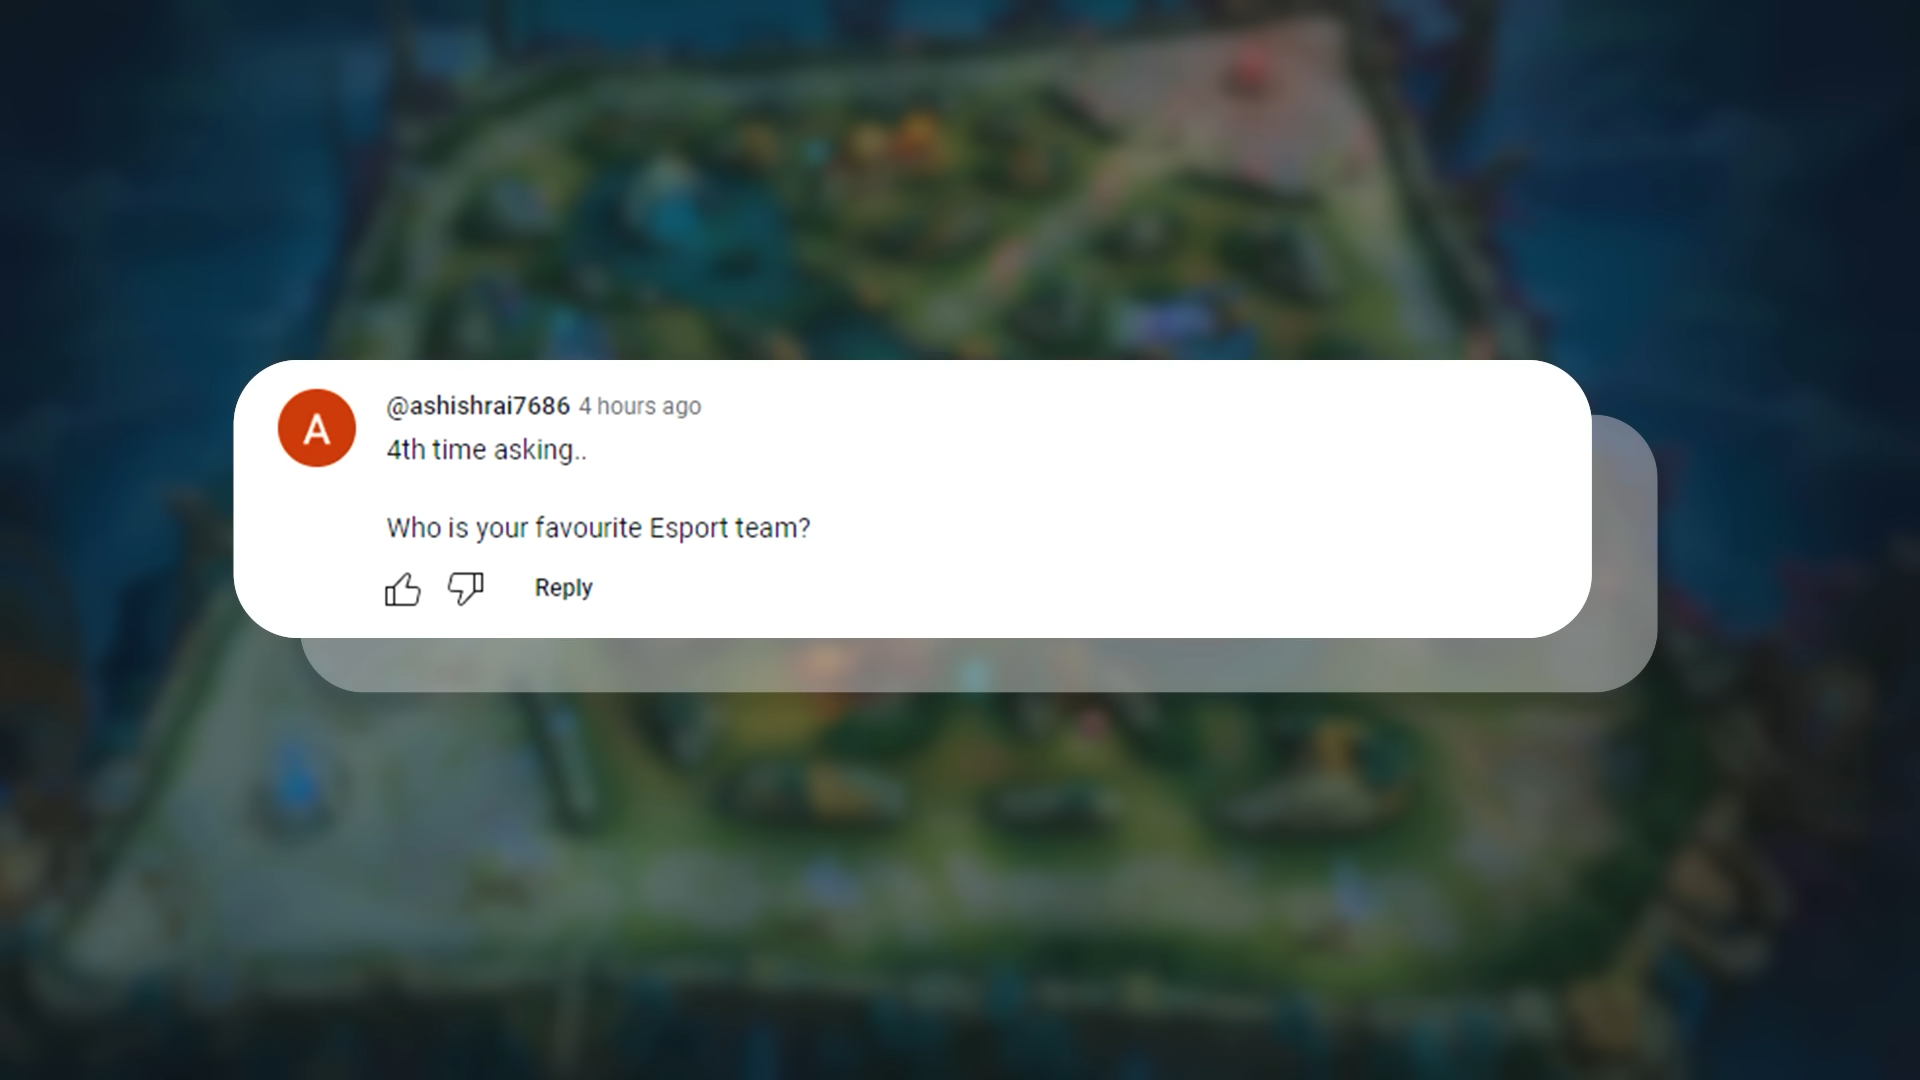 A
@ashishrai7686 4 hours ago
4th time asking..
Who is your favourite Esport team?
Reply